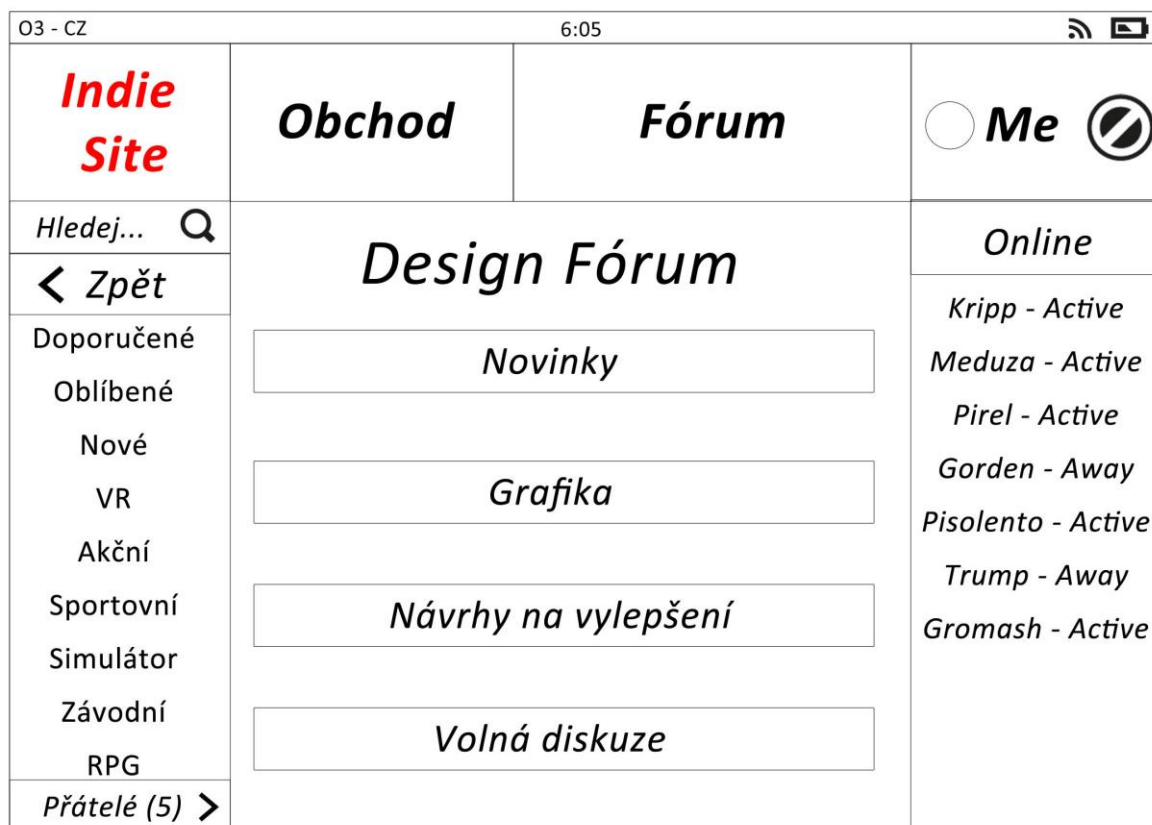 O3 - CZ
6:05
Indie
Site
Obchod
Fórum
Me
Hledej...
Zpět
Doporučené
Oblíbené
Nové
VR
Akční
Sportovní
Simulátor
Závodní
RPG
Přátelé (5)
Design Fórum
Novinky
Grafika
Návrhy na vylepšení
Volná diskuze
Online
Kripp - Active
Meduza - Active
Pirel - Active
Gorden - Away
Pisolento - Active
Trump - Away
Gromash - Active